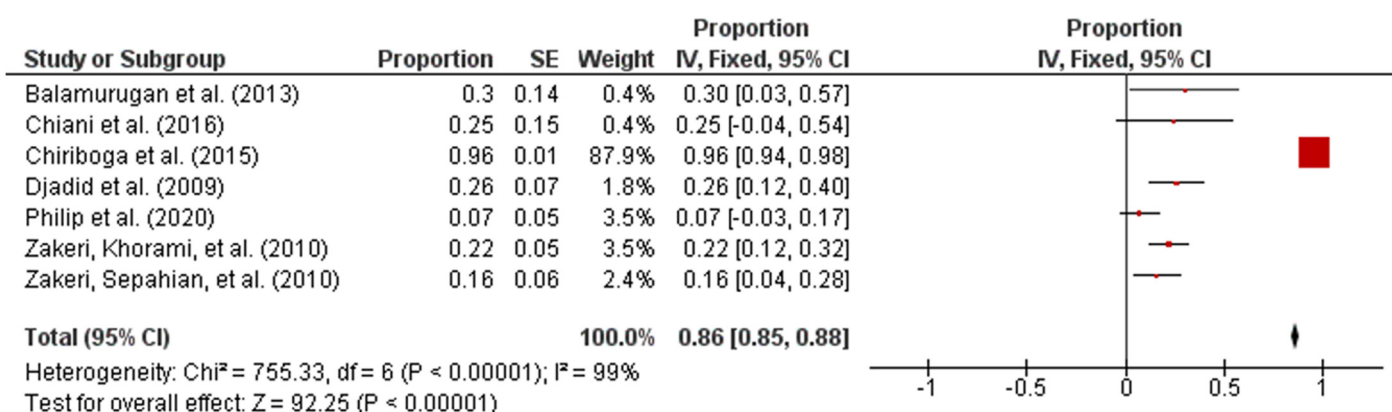 Proportion Proportion
Study or Subgroup Proportion SE Weight IV, Fixed, 95% CI IV, Fixed, 95% CI
Balamurugan et al. (2013) 0.3 0.14 0.4% 0.30 [0.03, 0.57]
Chiani et al. (2016) 0.25 0.15 0.4% 0.25 [-0.04, 0.54]
Chiriboga et al. (2015) 0.96 0.01 87.9% 0.96 [0.94, 0.98]
Djadid et al. (2009) 0.26 0.07 1.8% 0.26 [0.12, 0.40]
Philip et al. (2020) 0.07 0.05 3.5% 0.07 [-0.03, 0.17]
Zakeri, Khorami, et al. (2010) 0.22 0.05 3.5% 0.22 [0.12, 0.32]
Zakeri, Sepahian, et al. (2010) 0.16 0.06 2.4% 0.16 [0.04, 0.28]
Total (95% CI) 100.0% 0.86 [0.85, 0.88]
Heterogeneity: Chi² = 755.33, df = 6 (P < 0.00001); I² = 99%
Test for overall effect: Z = 92.25 (P < 0.00001)
-1 -0.5 0 0.5 1